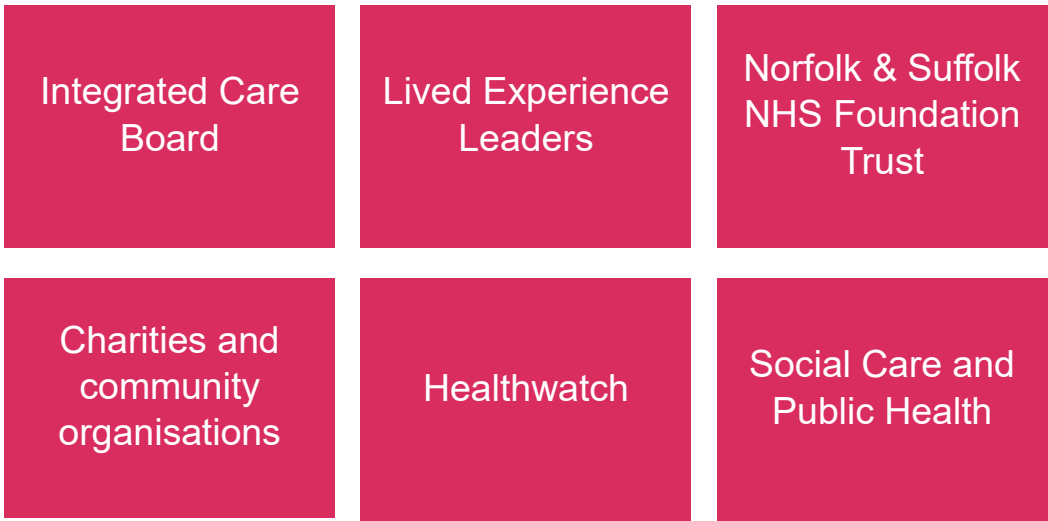 Integrated Care
Board
Lived Experience
Leaders
Norfolk & Suffolk
NHS Foundation
Trust
Charities and
community
organisations
Healthwatch
Social Care and
Public Health